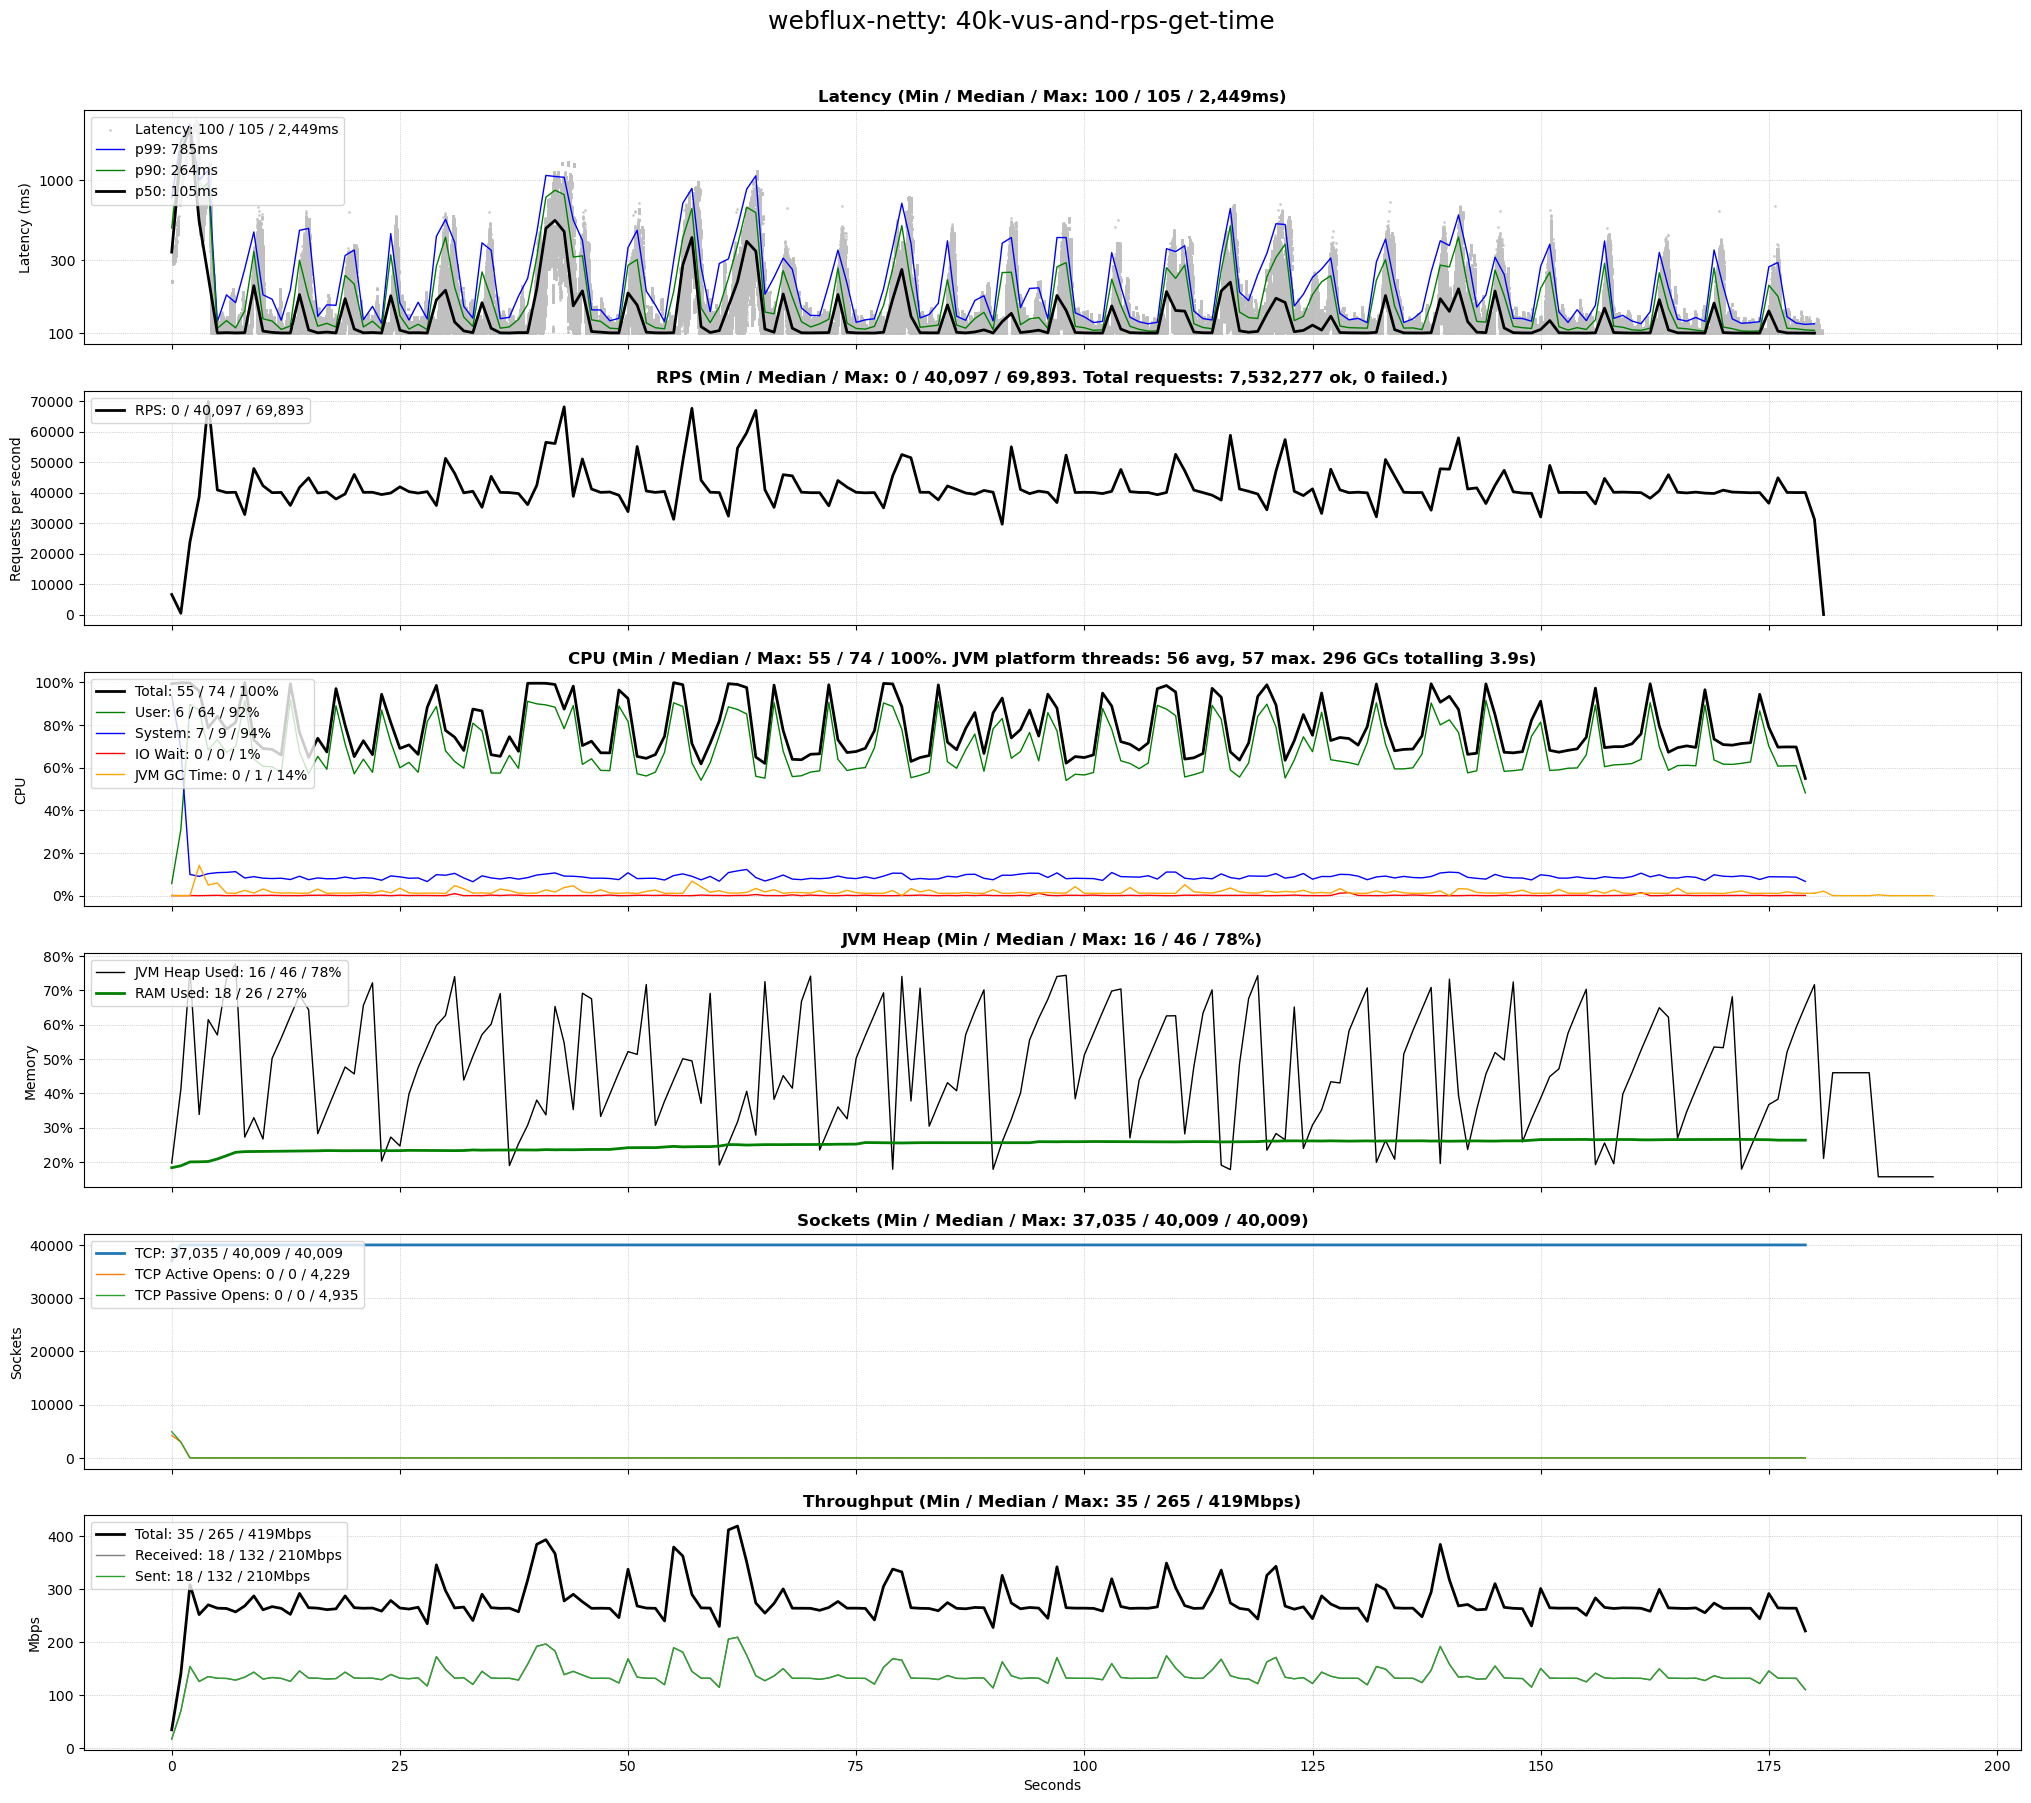 webflux-netty: 40k-vus-and-rps-get-time
Latency (Min / Median / Max: 100 / 105 / 2,449ms)
Latency: 100 / 105 / 2,449ms
p99: 785ms
p90: 264ms
p50: 105ms
Latency (ms)
1000
300
100
RPS (Min / Median / Max: 0 / 40,097 / 69,893. Total requests: 7,532,277 ok, 0 failed.)
RPS: 0 / 40,097 / 69,893
Requests per second
70000
60000
50000
40000
30000
20000
10000
0
CPU (Min / Median / Max: 55 / 74 / 100%. JVM platform threads: 56 avg, 57 max. 296 GCs totalling 3.9s)
Total: 55 / 74 / 100%
User: 6 / 64 / 92%
System: 7 / 9 / 94%
IO Wait: 0 / 0 / 1%
JVM GC Time: 0 / 1 / 14%
CPU
100%
80%
60%
40%
20%
0%
JVM Heap (Min / Median / Max: 16 / 46 / 78%)
JVM Heap Used: 16 / 46 / 78%
RAM Used: 18 / 26 / 27%
Memory
80%
70%
60%
50%
40%
30%
20%
Sockets (Min / Median / Max: 37,035 / 40,009 / 40,009)
TCP: 37,035 / 40,009 / 40,009
TCP Active Opens: 0 / 0 / 4,229
TCP Passive Opens: 0 / 0 / 4,935
Sockets
40000
30000
20000
10000
0
Throughput (Min / Median / Max: 35 / 265 / 419Mbps)
Total: 35 / 265 / 419Mbps
Received: 18 / 132 / 210Mbps
Sent: 18 / 132 / 210Mbps
Mbps
400
300
200
100
0
0 25 50 75 100 125 150 175 200
Seconds